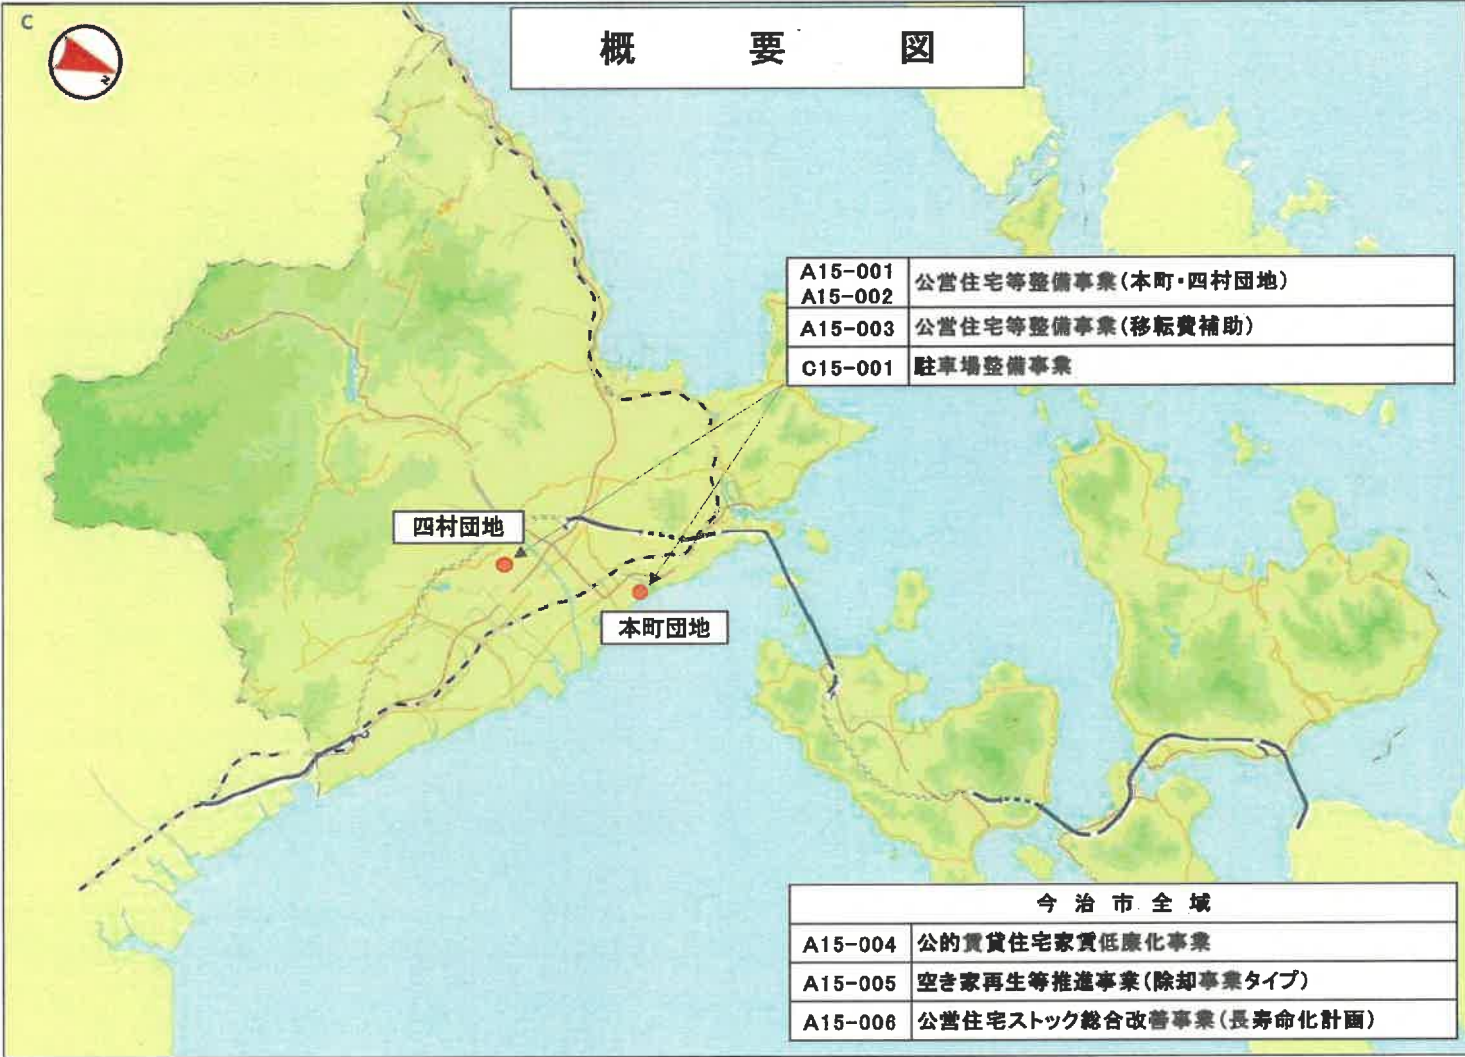 C
N
概要図
A15-001
A15-002
公営住宅等整備事業(本町・四村団地)
A15-003 公営住宅等整備事業(移転費補助)
C15-001 駐車場整備事業
四村団地
本町団地
今治市全域
A15-004 公的賃貸住宅家賃低廉化事業
A15-005 空き家再生等推進事業(除却事業タイプ)
A15-006 公営住宅ストック総合改善事業(長寿命化計画)